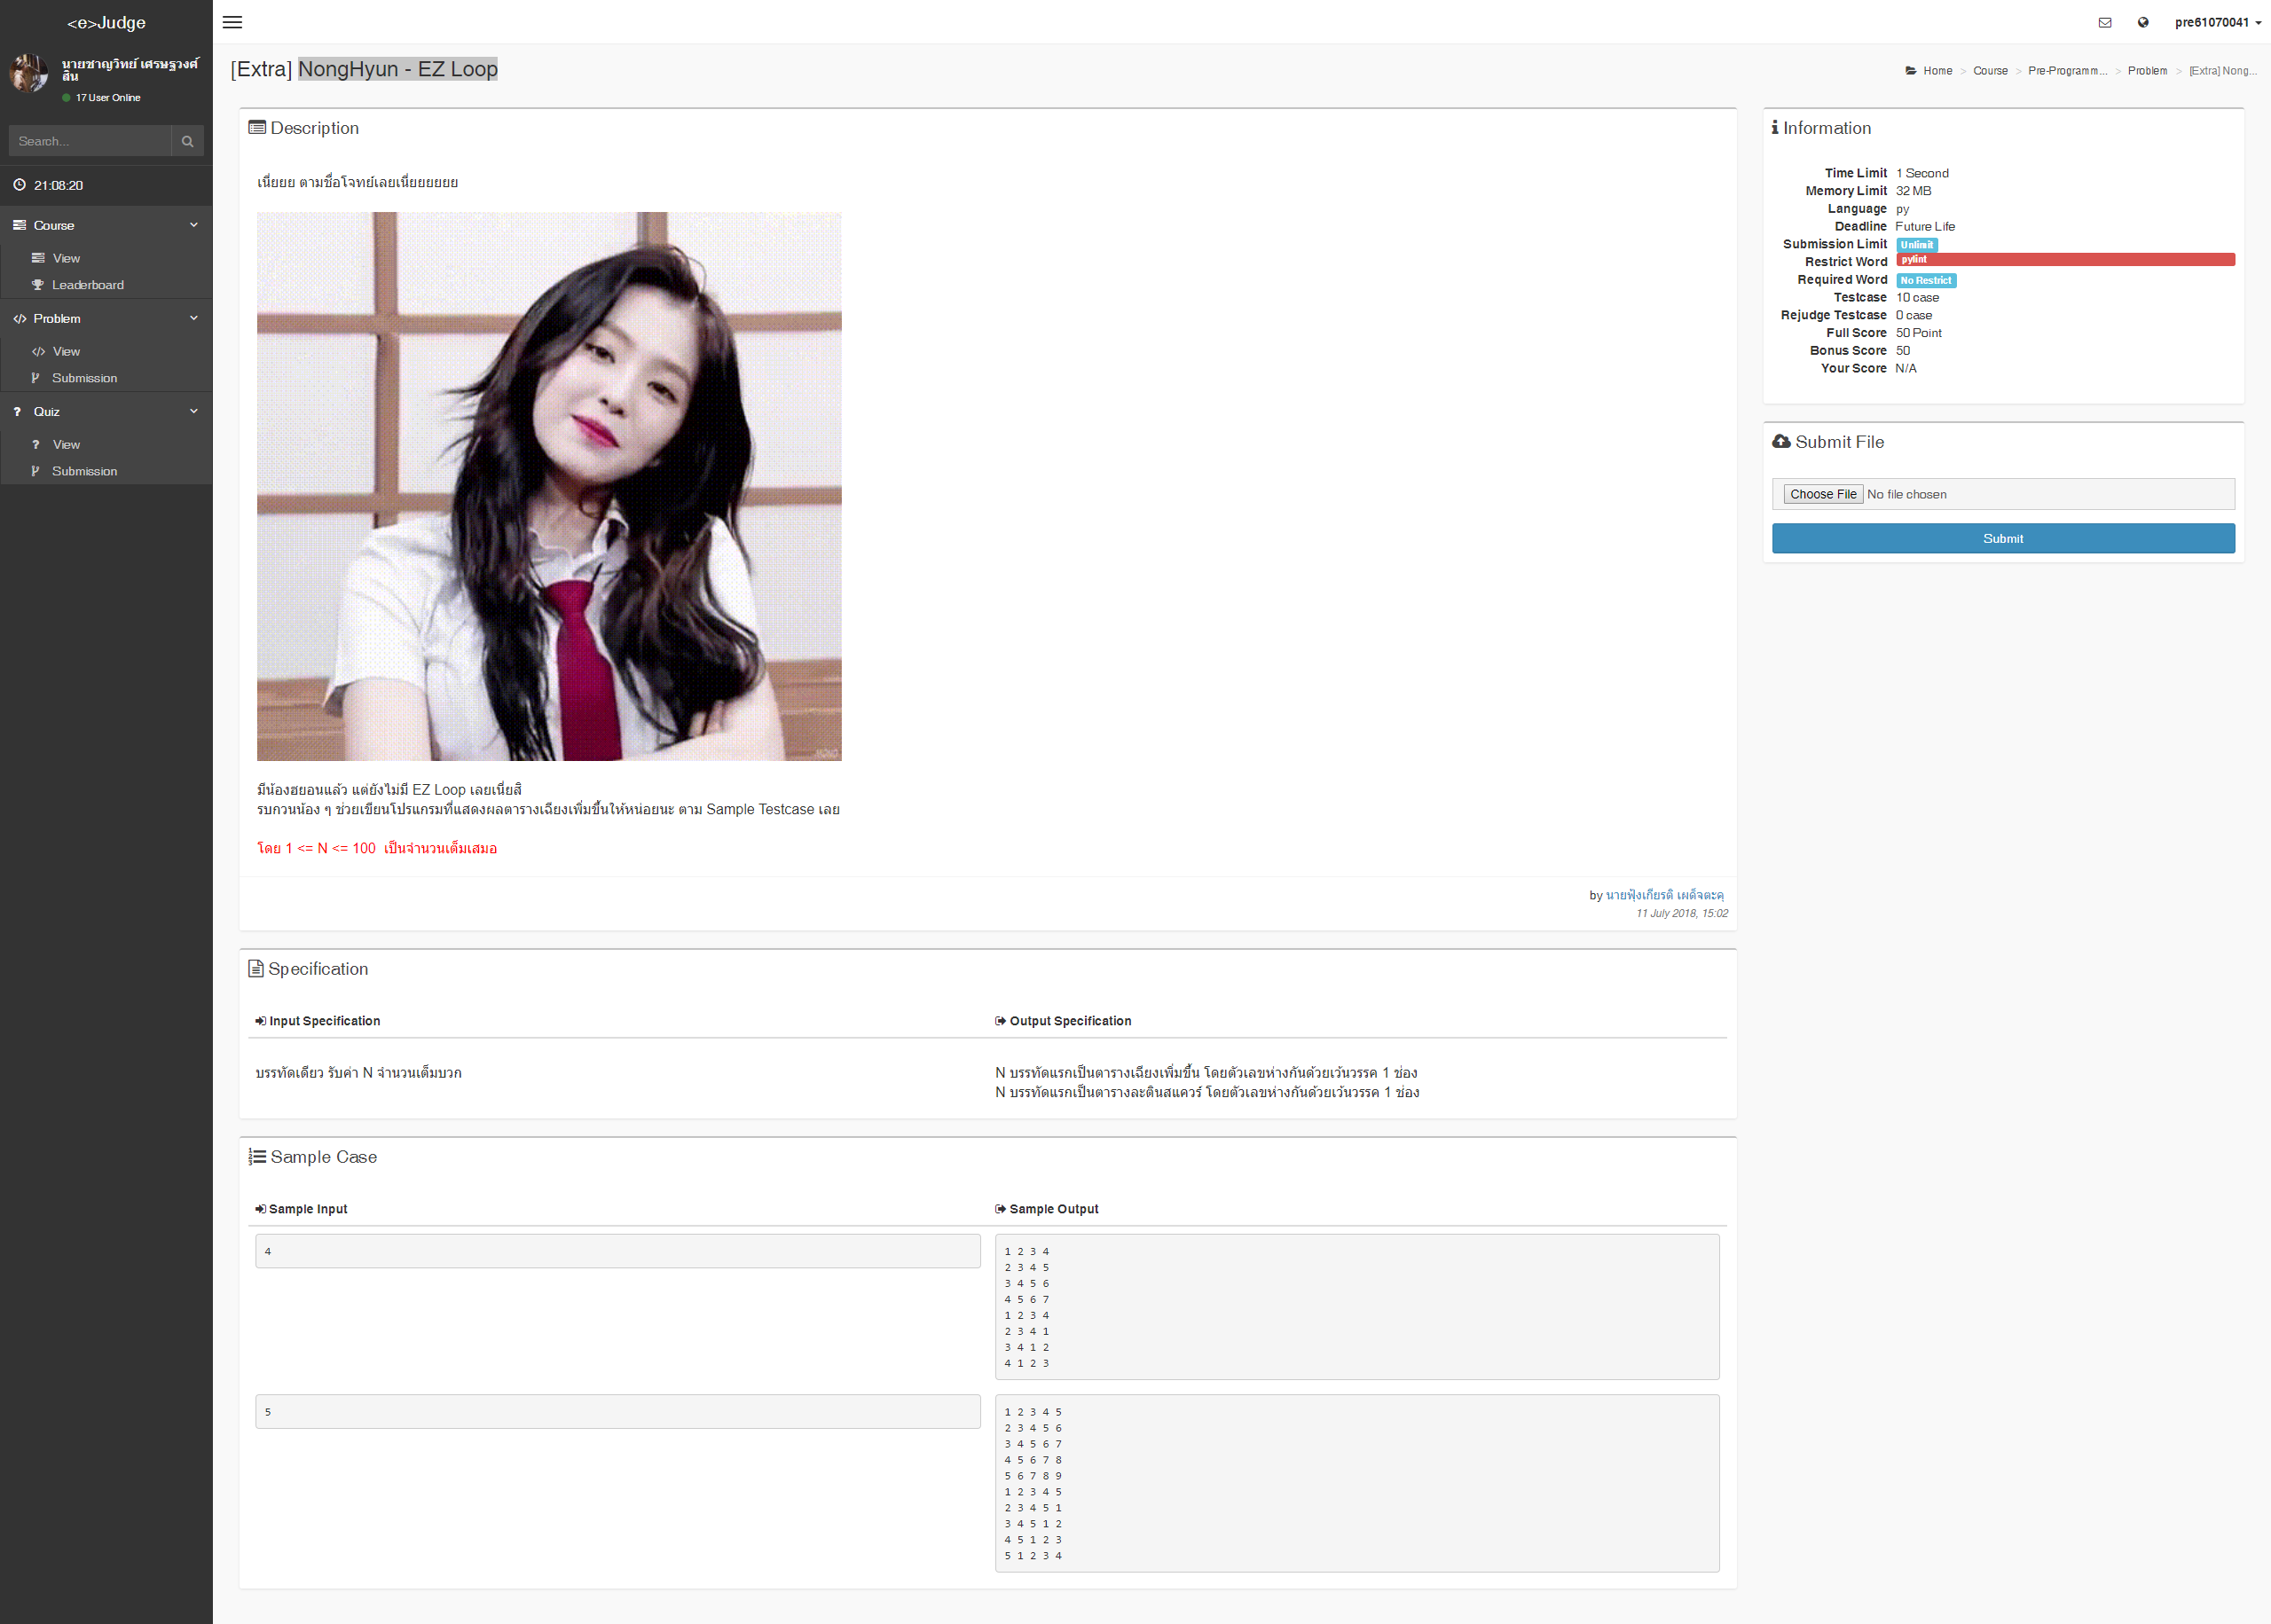 <e>Judge
pre61070041
นายชาญวิทย์ เศรษฐวงศ์
สิน
17 User Online
Search...
21:08:20
Course
View
Leaderboard
Problem
View
Submission
Quiz
View
Submission
[Extra] NongHyun - EZ Loop
Home > Course > Pre-Programm... > Problem > [Extra] Nong...
Description
เนี่ยยย ตามชื่อโจทย์เลยเนี่ยยยยยย
มีน้องฮยอนแล้ว แต่ยังไม่มี EZ Loop เลยเนี่ยสิ
รบกวนน้อง ๆ ช่วยเขียนโปรแกรมที่แสดงผลตารางเฉียงเพิ่มขึ้นให้หน่อยนะ ตาม Sample Testcase เลย
โดย 1 <= N <= 100 เป็นจำนวนเต็มเสมอ
by นายฟุ้งเกียรติ เผด็จตะคุ
11 July 2018, 15:02
Specification
Input Specification
บรรทัดเดียว รับค่า N จำนวนเต็มบวก
Output Specification
N บรรทัดแรกเป็นตารางเฉียงเพิ่มขึ้น โดยตัวเลขห่างกันด้วยเว้นวรรค 1 ช่อง
N บรรทัดแรกเป็นตารางละตินสแควร์ โดยตัวเลขห่างกันด้วยเว้นวรรค 1 ช่อง
Sample Case
Sample Input
Sample Output
4
1 2 3 4
2 3 4 5
3 4 5 6
4 5 6 7
1 2 3 4
2 3 4 1
3 4 1 2
4 1 2 3
5
1 2 3 4 5
2 3 4 5 6
3 4 5 6 7
4 5 6 7 8
5 6 7 8 9
1 2 3 4 5
2 3 4 5 1
3 4 5 1 2
4 5 1 2 3
5 1 2 3 4
Information
Time Limit 1 Second
Memory Limit 32 MB
Language py
Deadline Future Life
Submission Limit Unlimit
Restrict Word pylint
Required Word No Restrict
Testcase 10 case
Rejudge Testcase 0 case
Full Score 50 Point
Bonus Score 50
Your Score N/A
Submit File
Choose File No file chosen
Submit